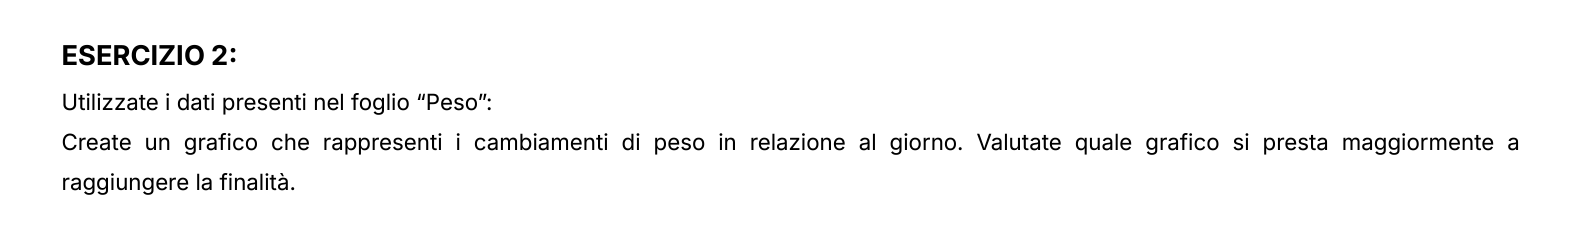 ESERCIZIO 2:
Utilizzate i dati presenti nel foglio “Peso”:
Create un grafico che rappresenti i cambiamenti di peso in relazione al giorno. Valutate quale grafico si presta maggiormente a
raggiungere la finalità.